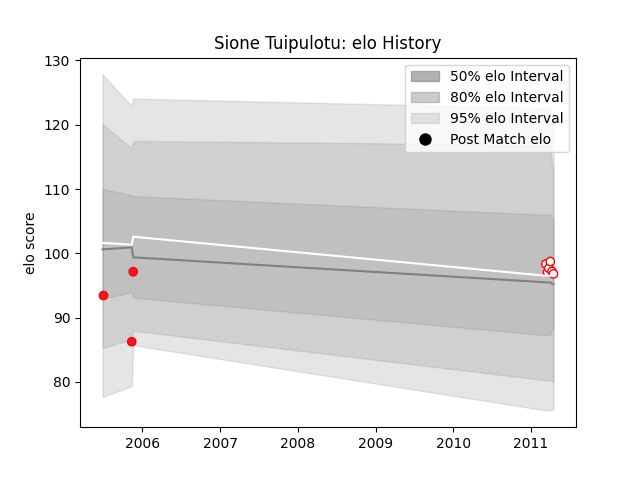 Sione Tuipulotu: elo History
50% elo Interval
80% elo Interval
95% elo Interval
Post Match elo
elo score
130
120
110
100
90
80
2006
2007
2008
2009
2010
2011